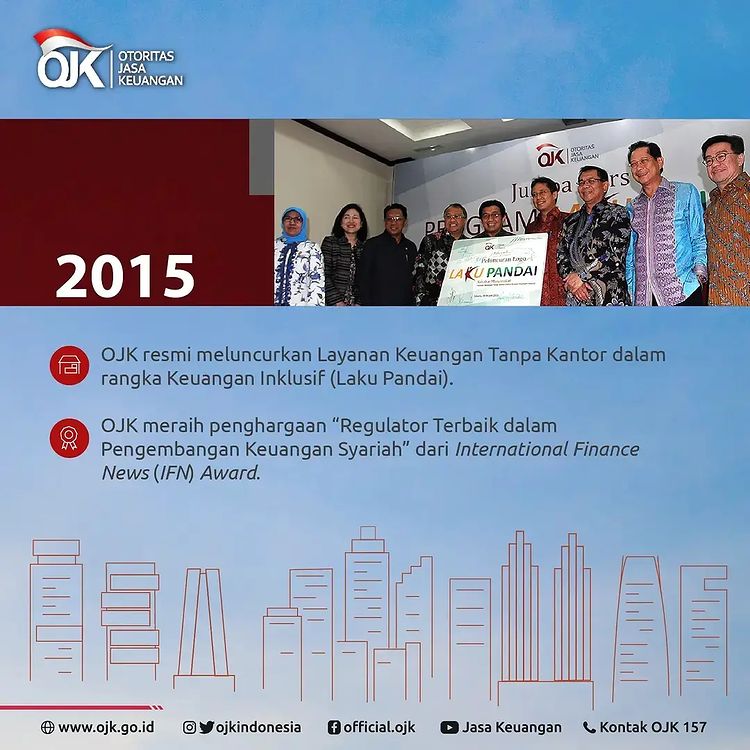 OJK
OTORITAS
JASA
KEUANGAN
OJK
OTORITAS
JASA
KEUANGAN
PROGRAM
Peluncuran Logo
LAKU PANDAI
2015
OJK resmi meluncurkan Layanan Keuangan Tanpa Kantor dalam
rangka Keuangan Inklusif (Laku Pandai).
OJK meraih penghargaan “Regulator Terbaik dalam
Pengembangan Keuangan Syariah” dari International Finance
News (IFN) Award.
www.ojk.go.id
ojkindonesia
official.ojk
Jasa Keuangan
Kontak OJK 157